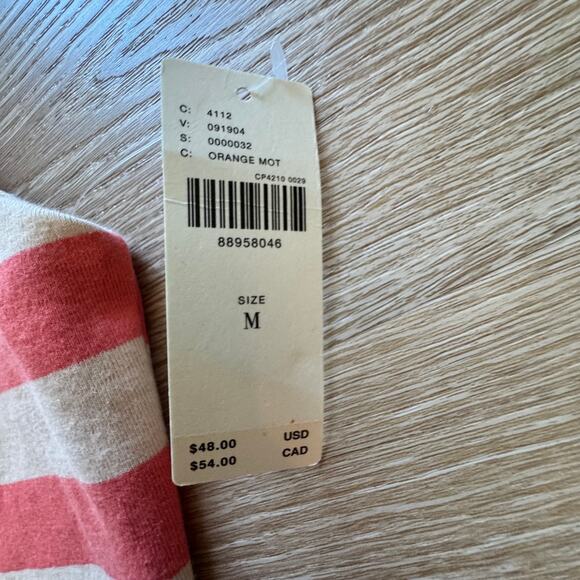 C: 4112
V: 091904
S: 0000032
C: ORANGE MOT
CP4210 0029
88958046
SIZE
M
$48.00 USD
$54.00 CAD